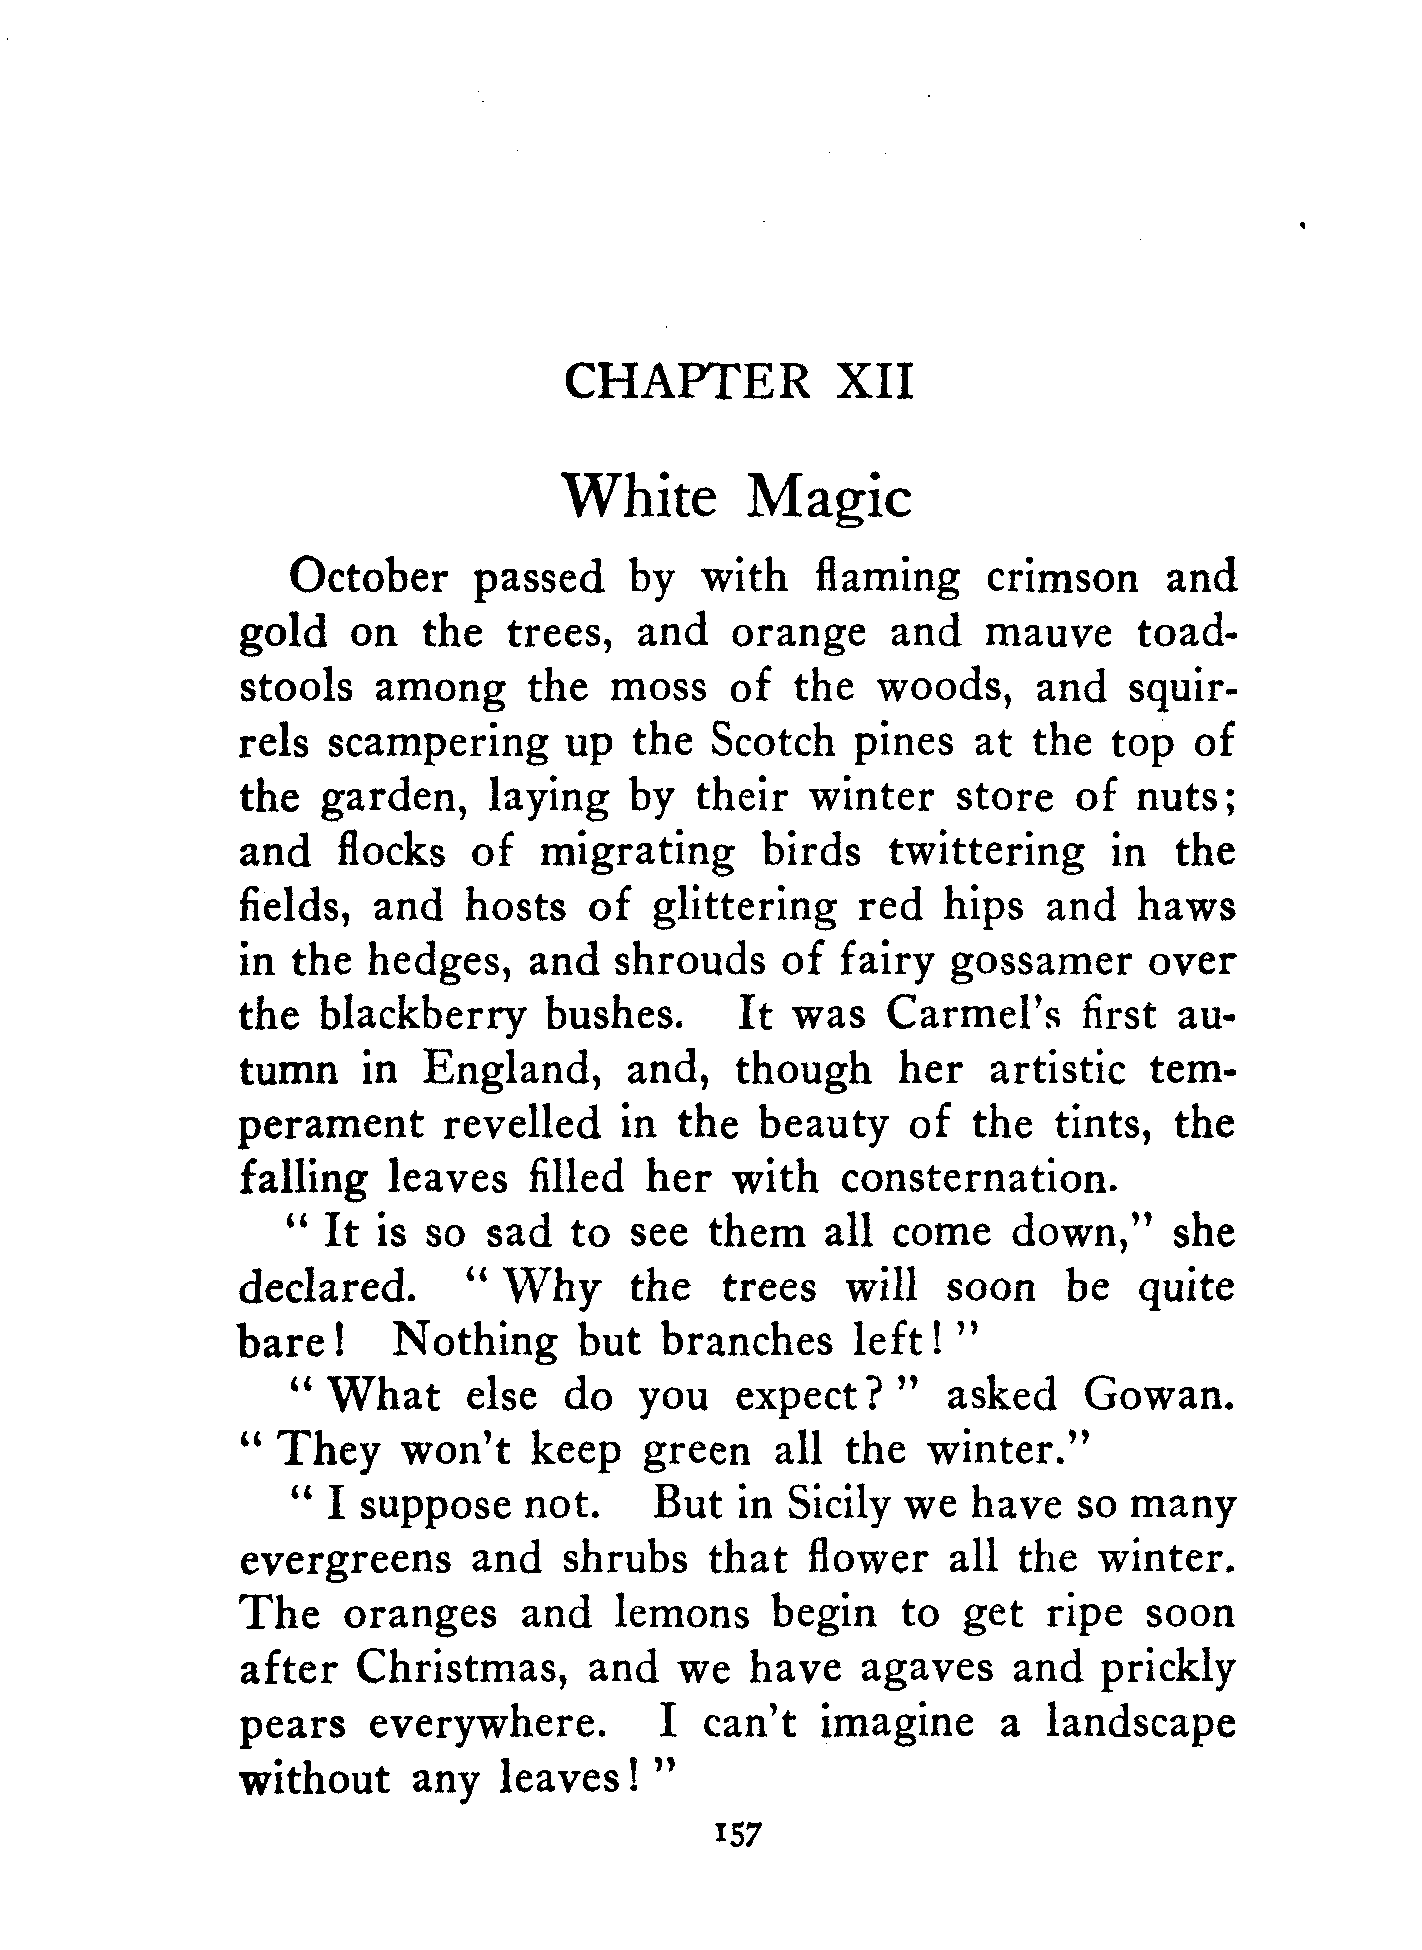 CHAPTER XII
White Magic
October passed by with flaming crimson and
gold on the trees, and orange and mauve toad-
stools among the moss of the woods, and squir-
rels scampering up the Scotch pines at the top of
the garden, laying by their winter store of nuts;
and flocks of migrating birds twittering in the
fields, and hosts of glittering red hips and haws
in the hedges, and shrouds of fairy gossamer over
the blackberry bushes. It was Carmel's first au-
tumn in England, and, though her artistic tem-
perament revelled in the beauty of the tints, the
falling leaves filled her with consternation.
" It is so sad to see them all come down," she
declared. " Why the trees will soon be quite
bare! Nothing but branches left! "
" What else do you expect? " asked Gowan.
" They won't keep green all the winter."
" I suppose not. But in Sicily we have so many
evergreens and shrubs that flower all the winter.
The oranges and lemons begin to get ripe soon
after Christmas, and we have agaves and prickly
pears everywhere. I can't imagine a landscape
without any leaves! "
157